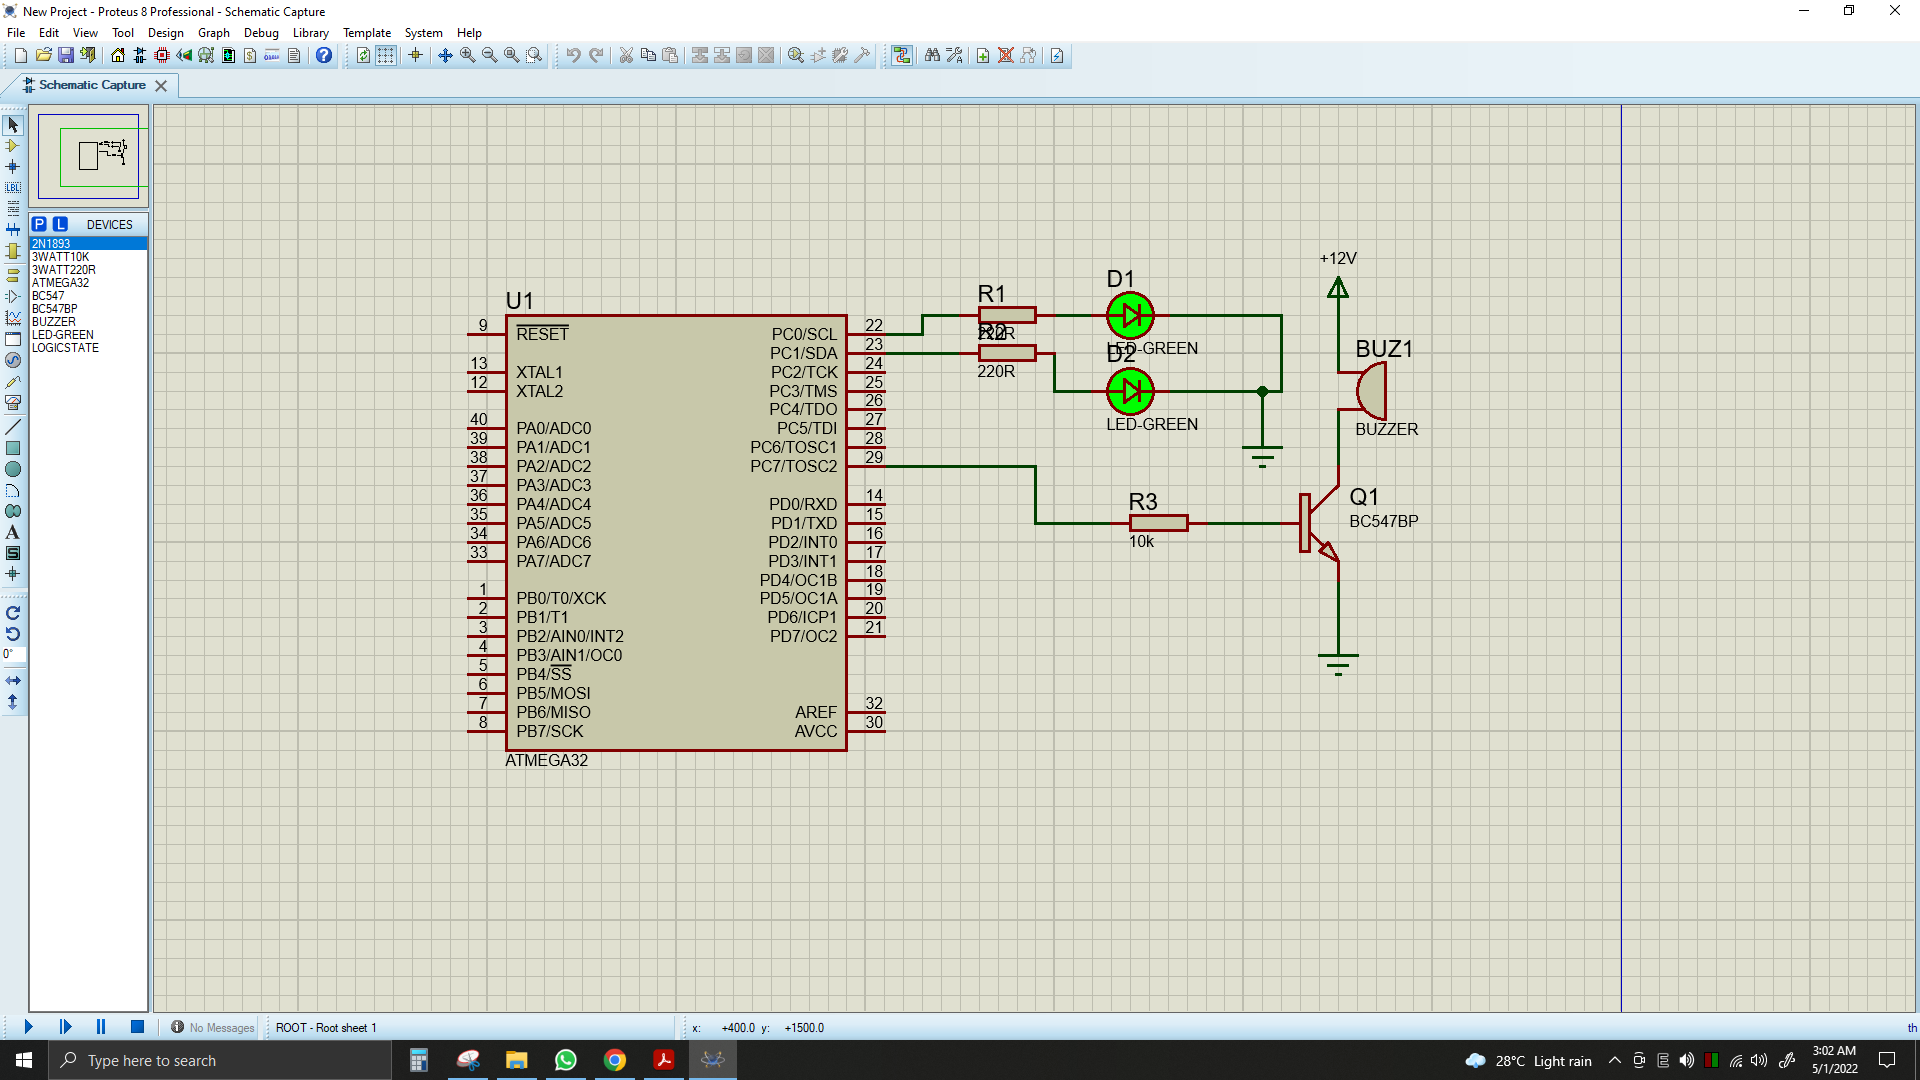 New Project - Proteus 8 Professional - Schematic Capture
File Edit View Tool Design Graph Debug Library Template System Help
Schematic Capture
P L DEVICES
2N1893
3WATT10K
3WATT220R
ATMEGA32
BC547
BC547BP
BUZZER
LED-GREEN
LOGICSTATE
LBL
A
S
0°
U1
9 RESET
13 XTAL1
12 XTAL2
40 PA0/ADC0
39 PA1/ADC1
38 PA2/ADC2
37 PA3/ADC3
36 PA4/ADC4
35 PA5/ADC5
34 PA6/ADC6
33 PA7/ADC7
1 PB0/T0/XCK
2 PB1/T1
3 PB2/AIN0/INT2
4 PB3/AIN1/OC0
5 PB4/SS
6 PB5/MOSI
7 PB6/MISO
8 PB7/SCK
PC0/SCL 22
PC1/SDA 23
PC2/TCK 24
PC3/TMS 25
PC4/TDO 26
PC5/TDI 27
PC6/TOSC1 28
PC7/TOSC2 29
PD0/RXD 14
PD1/TXD 15
PD2/INT0 16
PD3/INT1 17
PD4/OC1B 18
PD5/OC1A 19
PD6/ICP1 20
PD7/OC2 21
AREF 32
AVCC 30
ATMEGA32
R1
220R
R2
220R
D1
LED-GREEN
D2
LED-GREEN
+12V
BUZ1
BUZZER
R3
10k
Q1
BC547BP
No Messages
ROOT - Root sheet 1
x: +400.0 y: +1500.0
th
Type here to search
28°C Light rain
3:02 AM
5/1/2022